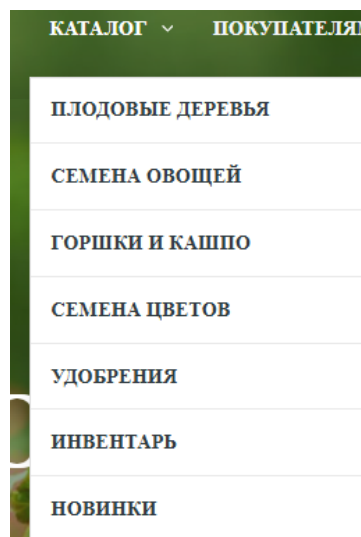 КАТАЛОГ
ПЛОДОВЫЕ ДЕРЕВЬЯ
СЕМЕНА ОВОЩЕЙ
ГОРШКИ И КАШПО
СЕМЕНА ЦВЕТОВ
УДОБРЕНИЯ
ИНВЕНТАРЬ
НОВИНКИ